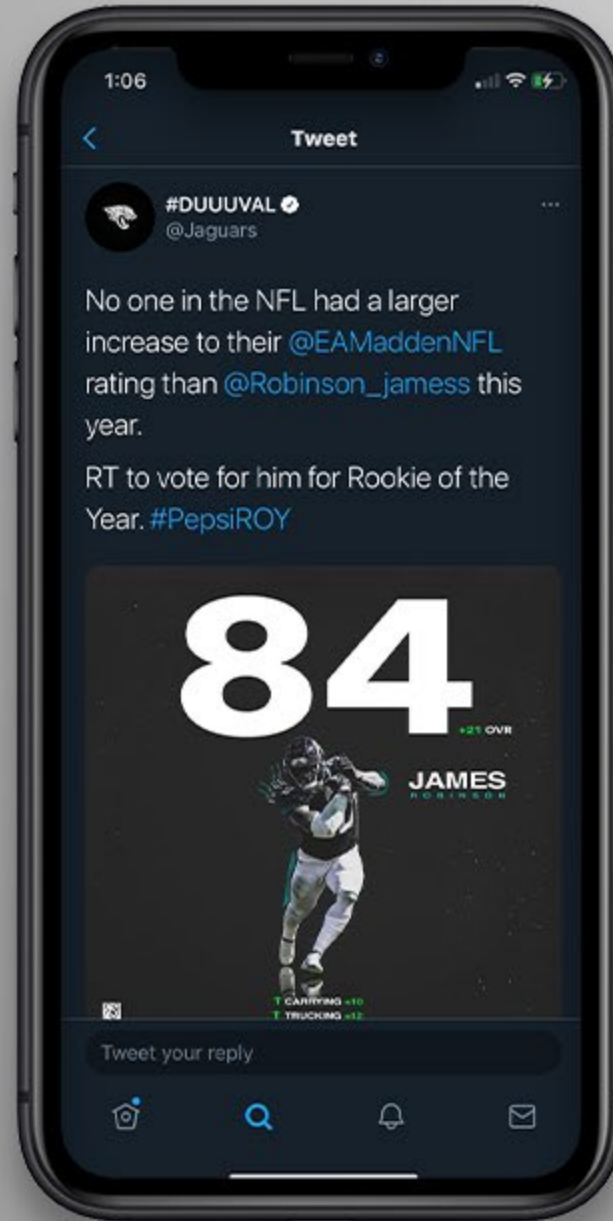 1:06
Tweet
#DUUUVAL
@Jaguars
No one in the NFL had a larger
increase to their @EAMaddenNFL
rating than @Robinson_jamess this
year.
RT to vote for him for Rookie of the
Year. #PepsiROY
84
+21 OVR
JAMES
ROBINSON
↑ CARRYING +10
↑ TRUCKING +12
Tweet your reply